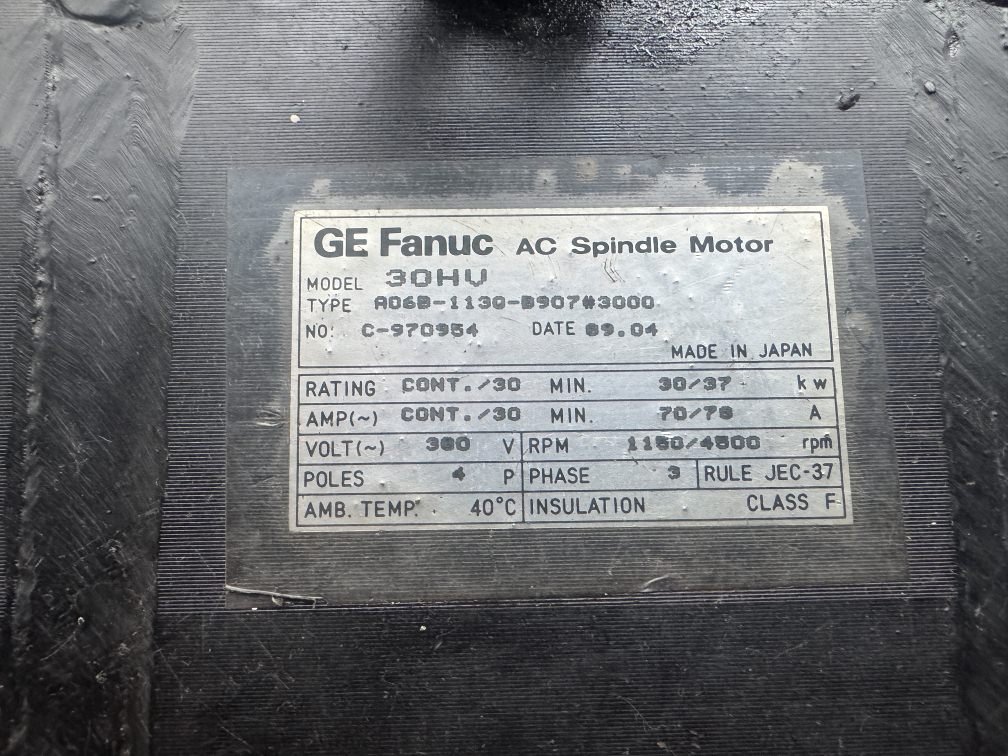 GE Fanuc AC Spindle Motor
MODEL 30HV
TYPE A06B-1130-B907#3000
NO. C-970954 DATE 89.04
MADE IN JAPAN
RATING CONT./30 MIN. 30/37 kw
AMP(~) CONT./30 MIN. 70/78 A
VOLT(~) 380 V RPM 1150/4500 rpm
POLES 4 P PHASE 3 RULE JEC-37
AMB. TEMP. 40°C INSULATION CLASS F